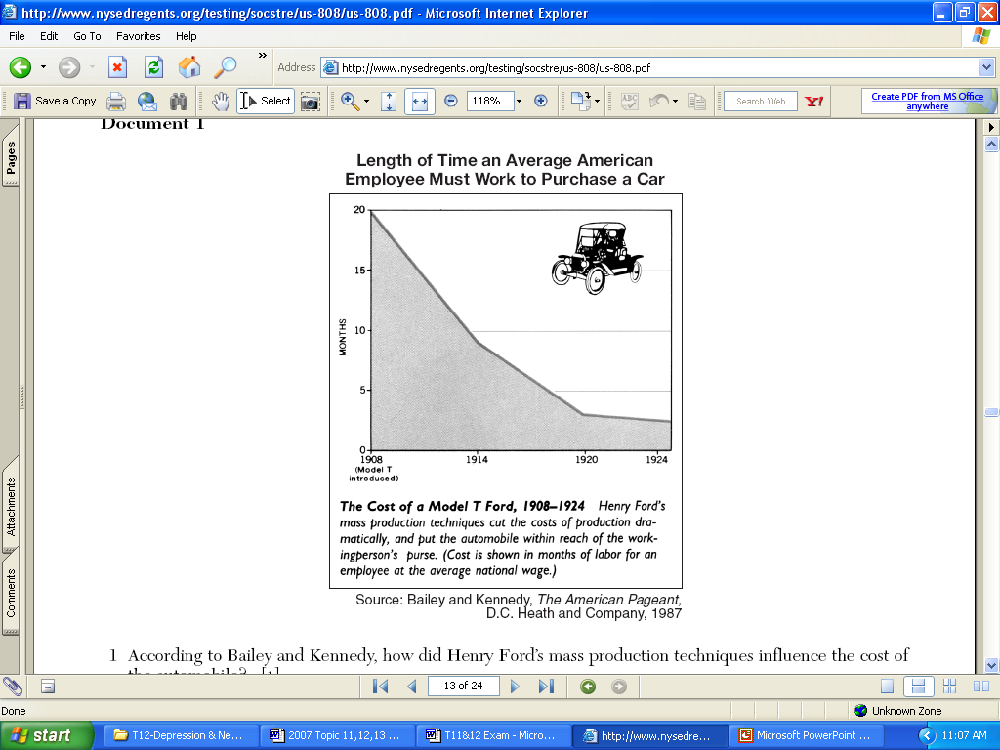 http://www.nysedregents.org/testing/socstre/us-808/us-808.pdf - Microsoft Internet Explorer
File Edit Go To Favorites Help
» Address http://www.nysedregents.org/testing/socstre/us-808/us-808.pdf
Save a Copy Select 118% ABC Search Web Y! Create PDF from MS Office
anywhere
Document 1
Pages
Length of Time an Average American
Employee Must Work to Purchase a Car
20
15
10
5
0
MONTHS
1908 1914 1920 1924
(Model T
introduced)
The Cost of a Model T Ford, 1908–1924 Henry Ford's
mass production techniques cut the costs of production dra-
matically, and put the automobile within reach of the work-
ingperson's purse. (Cost is shown in months of labor for an
employee at the average national wage.)
Source: Bailey and Kennedy, The American Pageant,
D.C. Heath and Company, 1987
Attachments
Comments
1 According to Bailey and Kennedy, how did Henry Ford's mass production techniques influence the cost of
the automobile? [1]
13 of 24
Done Unknown Zone
start T12-Depression & Ne... 2007 Topic 11,12,13 ... T11&12 Exam - Micro... http://www.nysedre... Microsoft PowerPoint ... 11:07 AM